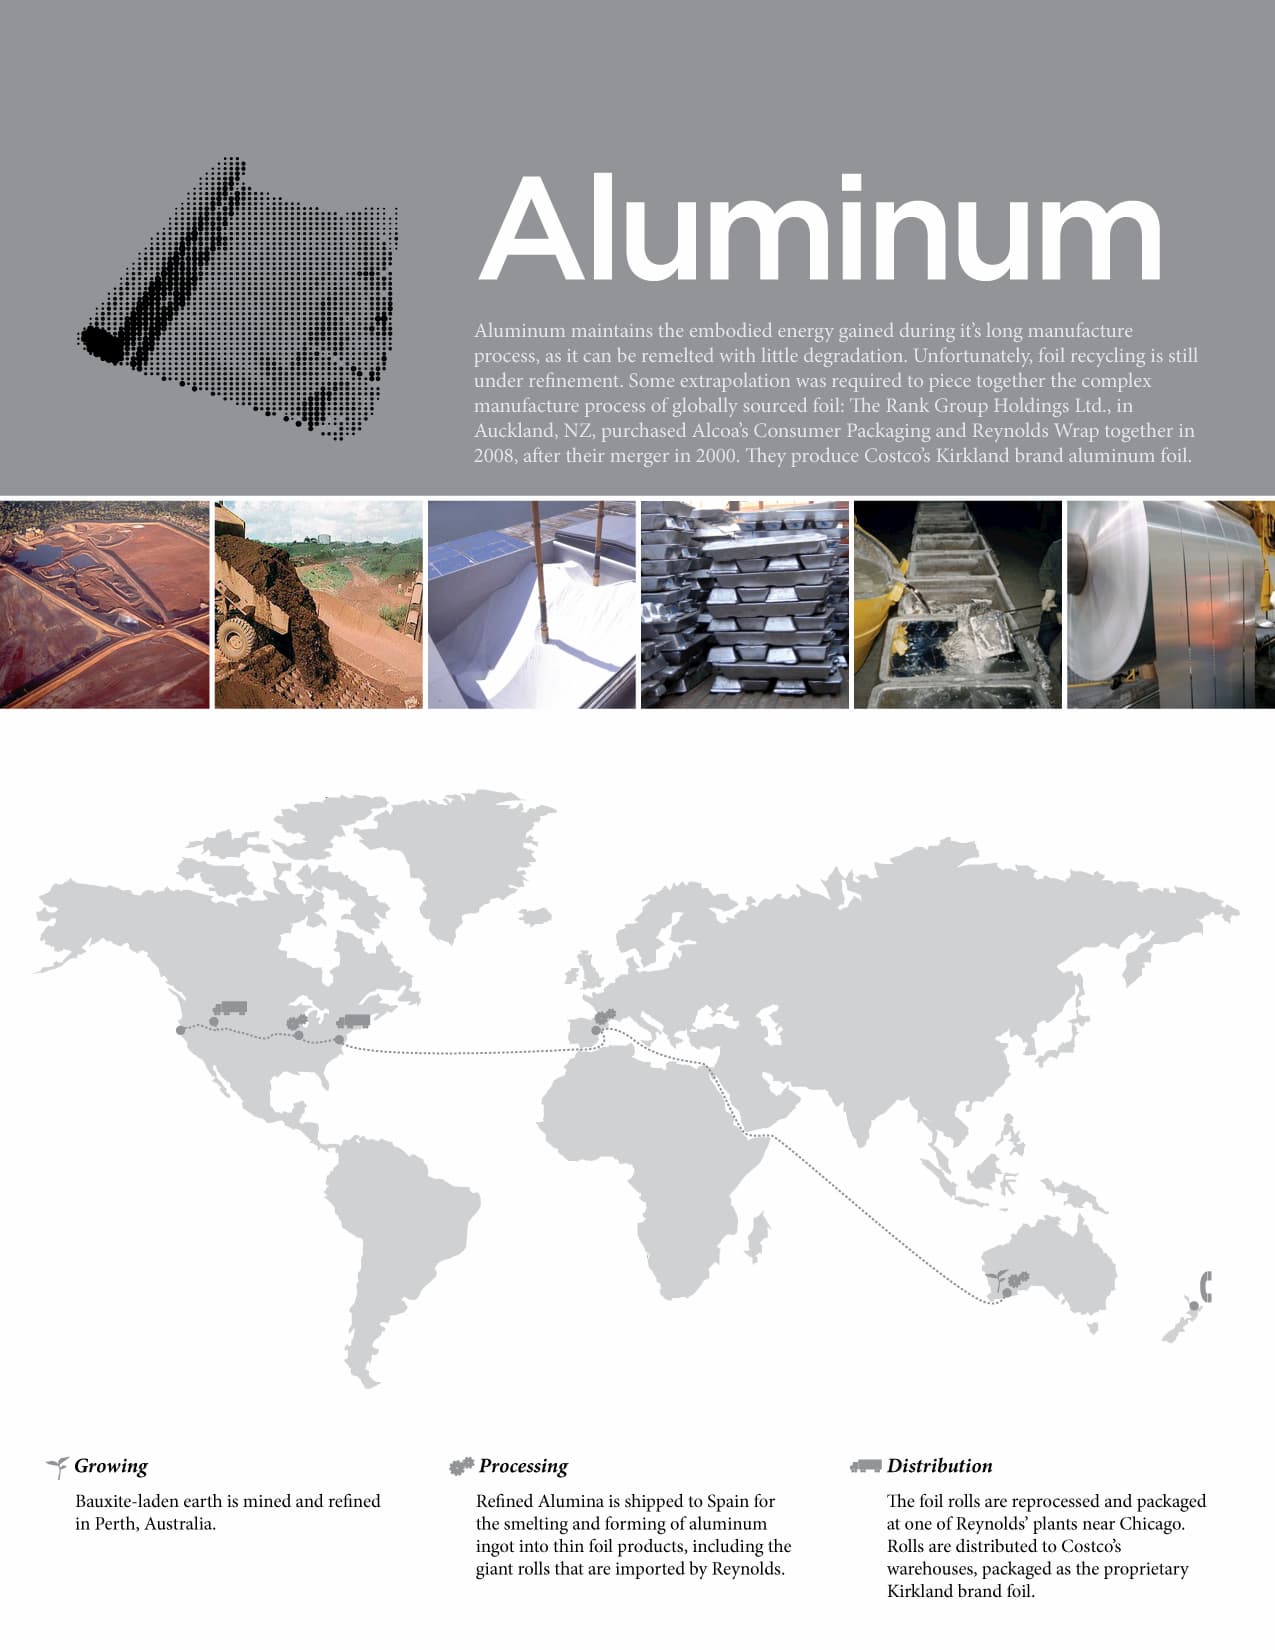 Aluminum
Aluminum maintains the embodied energy gained during it’s long manufacture
process, as it can be remelted with little degradation. Unfortunately, foil recycling is still
under refinement. Some extrapolation was required to piece together the complex
manufacture process of globally sourced foil: The Rank Group Holdings Ltd., in
Auckland, NZ, purchased Alcoa’s Consumer Packaging and Reynolds Wrap together in
2008, after their merger in 2000. They produce Costco’s Kirkland brand aluminum foil.
Growing
Bauxite-laden earth is mined and refined
in Perth, Australia.
Processing
Refined Alumina is shipped to Spain for
the smelting and forming of aluminum
ingot into thin foil products, including the
giant rolls that are imported by Reynolds.
Distribution
The foil rolls are reprocessed and packaged
at one of Reynolds’ plants near Chicago.
Rolls are distributed to Costco’s
warehouses, packaged as the proprietary
Kirkland brand foil.